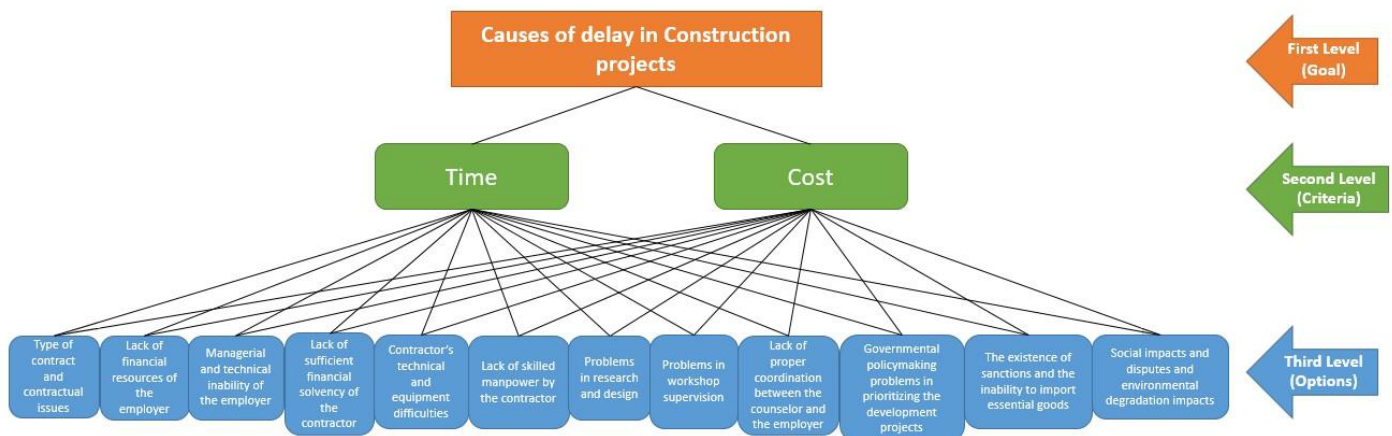 Causes of delay in Construction
projects
First Level
(Goal)
Time
Cost
Second Level
(Criteria)
Type of
contract
and
contractual
issues
Lack of
financial
resources of
the
employer
Managerial
and technical
inability of
the employer
Lack of
sufficient
financial
solvency of
the
contractor
Contractor's
technical
and
equipment
difficulties
Lack of skilled
manpower by
the contractor
Problems
in research
and design
Problems in
workshop
supervision
Lack of
proper
coordination
between the
counselor and
the employer
Governmental
policymaking
problems in
prioritizing the
development
projects
The existence of
sanctions and the
inability to import
essential goods
Social impacts and
disputes and
environmental
degradation impacts
Third Level
(Options)